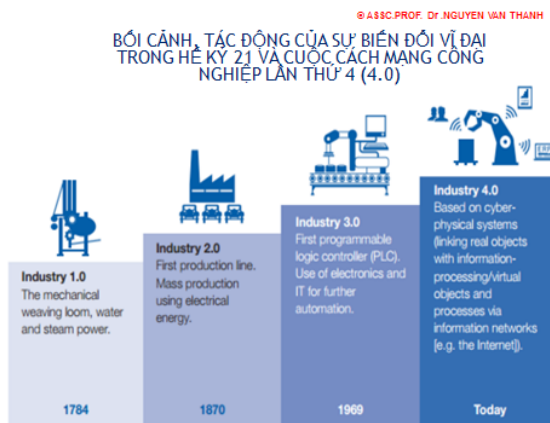 © ASSC.PROF. Dr.NGUYEN VAN THANH
BỐI CẢNH, TÁC ĐỘNG CỦA SỰ BIẾN ĐỔI VĨ ĐẠI
TRONG HẾ KỶ 21 VÀ CUỘC CÁCH MẠNG CÔNG
NGHIỆP LẦN THỨ 4 (4.0)
Industry 1.0
The mechanical
weaving loom, water
and steam power.
1784
Industry 2.0
First production line.
Mass production
using electrical
energy.
1870
Industry 3.0
First programmable
logic controller (PLC).
Use of electronics and
IT for further
automation.
1969
ERP
Industry 4.0
Based on cyber-
physical systems
(linking real objects
with information-
processing/virtual
objects and
processes via
information networks
[e.g. the Internet]).
Today